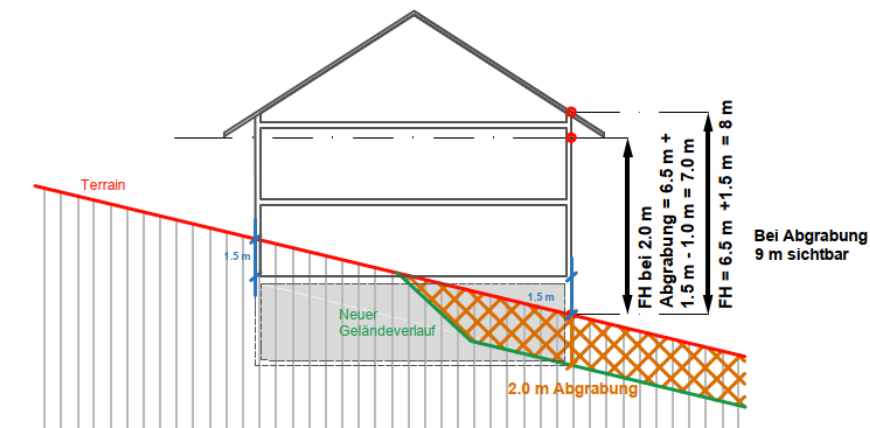 Terrain
1.5 m
1.5 m
Neuer
Geländeverlauf
2.0 m Abgrabung
FH bei 2.0 m
Abgrabung = 6.5 m +
1.5 m - 1.0 m = 7.0 m
FH = 6.5 m +1.5 m = 8 m
Bei Abgrabung
9 m sichtbar